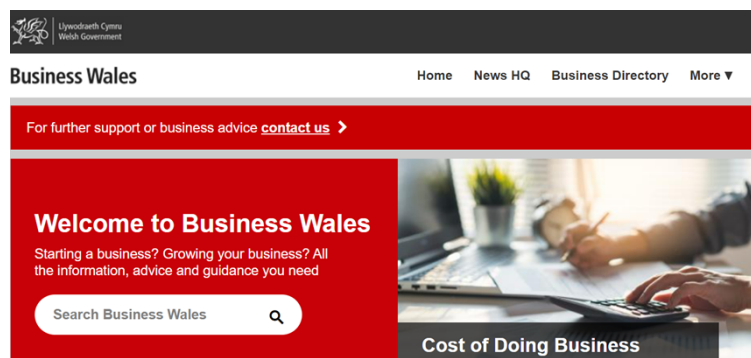 Llywodraeth Cymru
Welsh Government
Business Wales
Home News HQ Business Directory More ▼
For further support or business advice contact us
Welcome to Business Wales
Starting a business? Growing your business? All
the information, advice and guidance you need
Search Business Wales
Cost of Doing Business